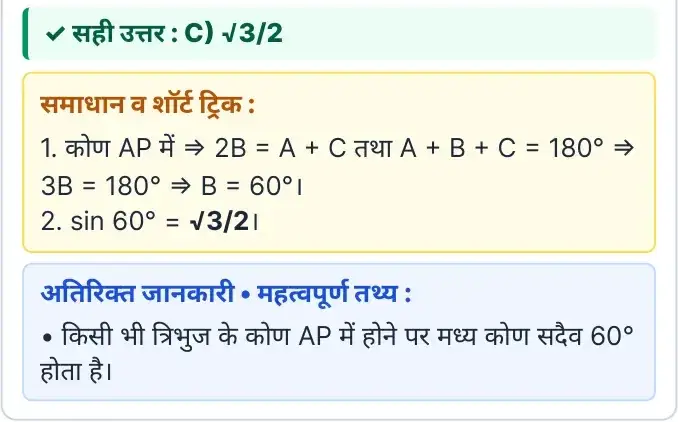 ✓ सही उत्तर : C) √3/2
समाधान व शॉर्ट ट्रिक :
1. कोण AP में ⇒ 2B = A + C तथा A + B + C = 180° ⇒
3B = 180° ⇒ B = 60°।
2. sin 60° = √3/2।
अतिरिक्त जानकारी • महत्वपूर्ण तथ्य :
• किसी भी त्रिभुज के कोण AP में होने पर मध्य कोण सदैव 60°
होता है।